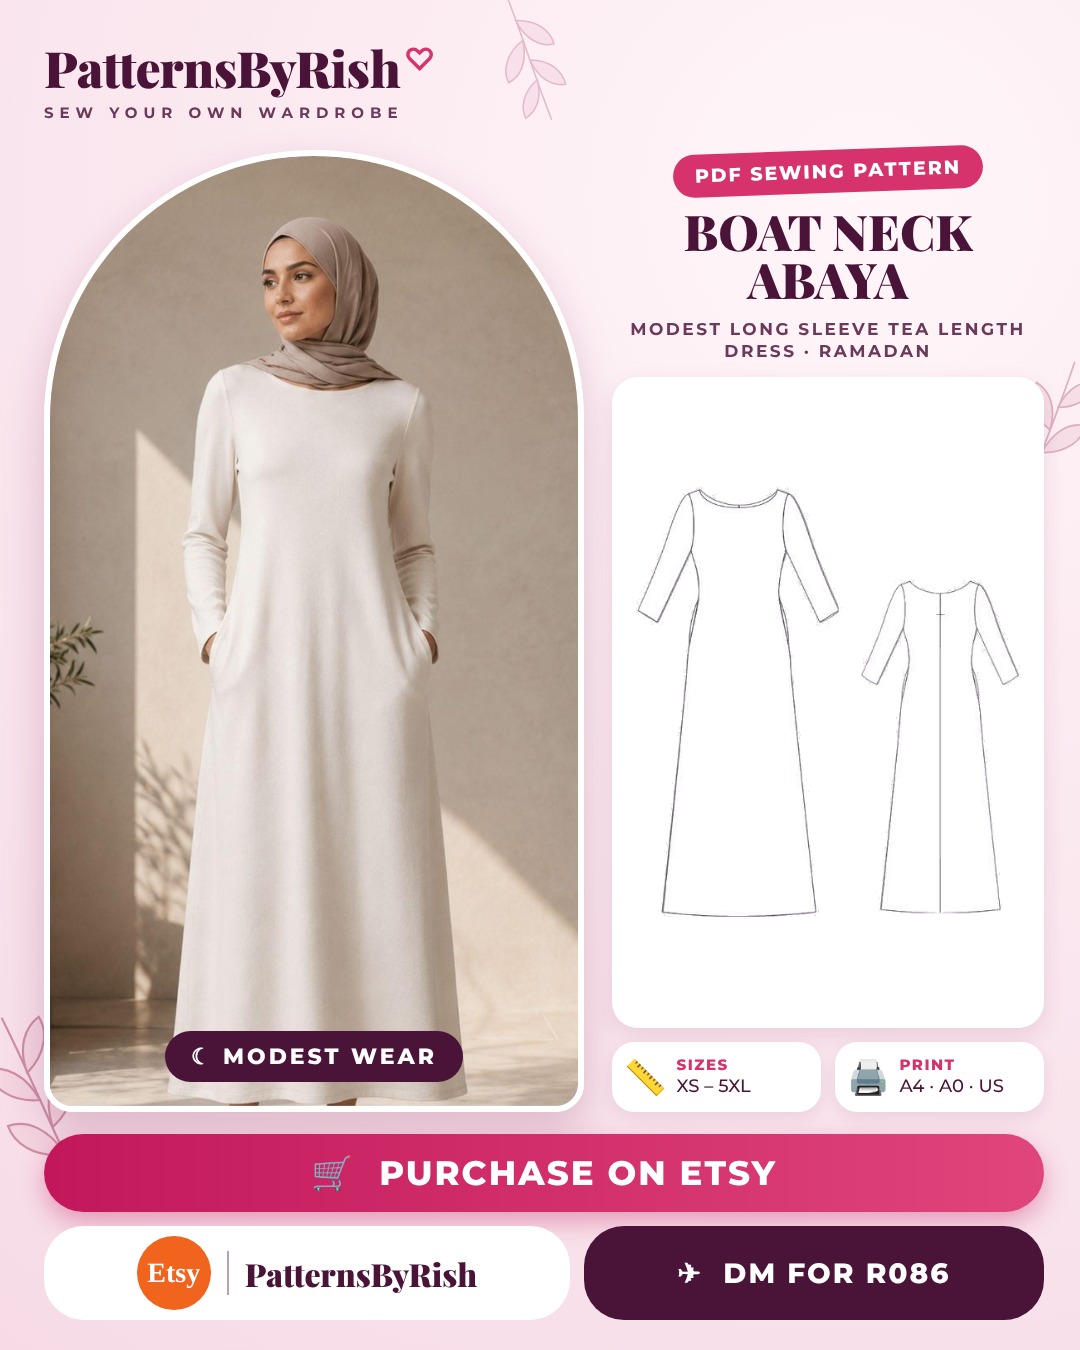 PatternsByRish
SEW YOUR OWN WARDROBE
PDF SEWING PATTERN
BOAT NECK
ABAYA
MODEST LONG SLEEVE TEA LENGTH
DRESS · RAMADAN
MODEST WEAR
SIZES
XS – 5XL
PRINT
A4 · A0 · US
PURCHASE ON ETSY
Etsy
PatternsByRish
DM FOR R086